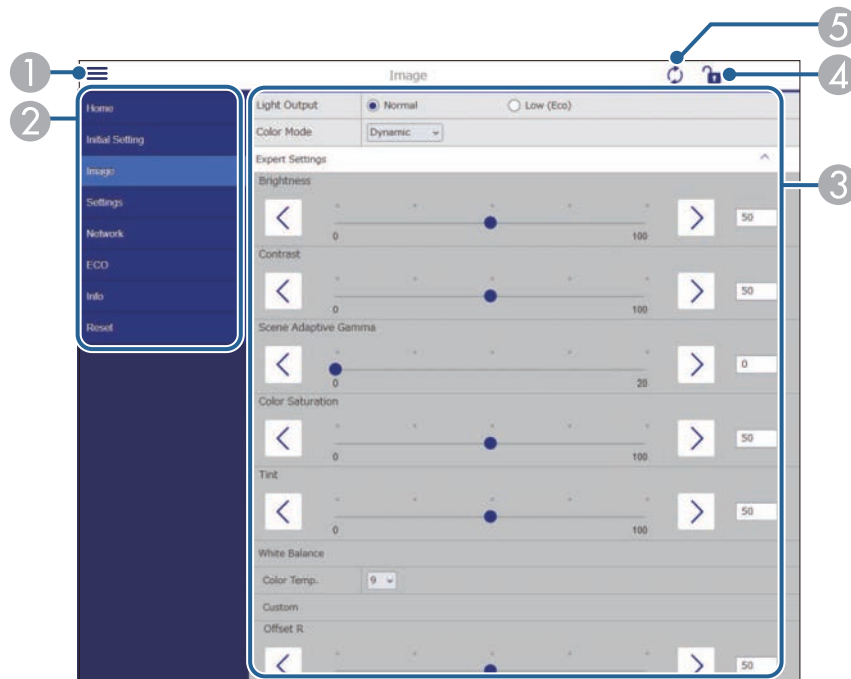 5
1
Image
4
2
Home
Initial Setting
Image
Settings
Network
ECO
Info
Reset
Light Output Normal Low (Eco)
Color Mode Dynamic
Expert Settings
3
Brightness
50
0 100
Contrast
50
0 100
Scene Adaptive Gamma
0
0 20
Color Saturation
50
0 100
Tint
50
0 100
White Balance
Color Temp. 9
Custom
Offset R
50